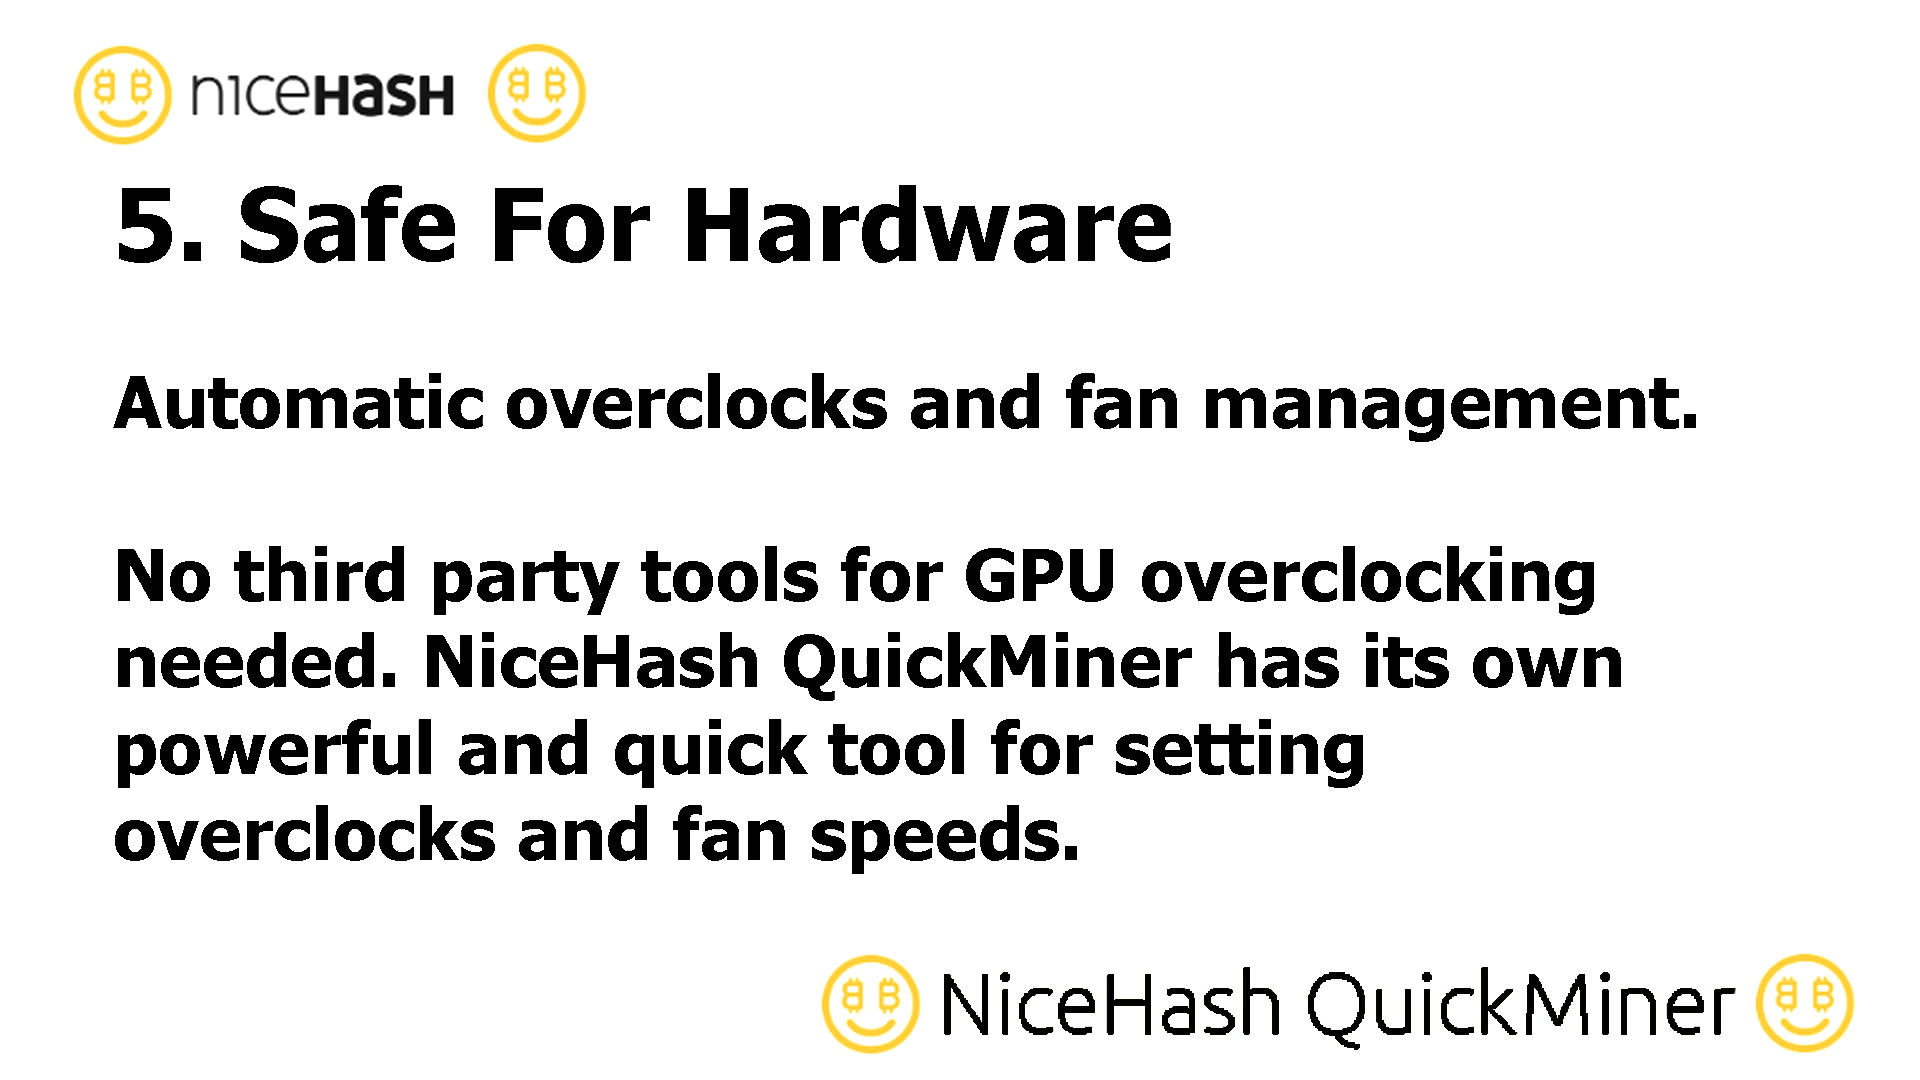 nıceHasH
5. Safe For Hardware
Automatic overclocks and fan management.
No third party tools for GPU overclocking
needed. NiceHash QuickMiner has its own
powerful and quick tool for setting
overclocks and fan speeds.
NiceHash QuickMiner